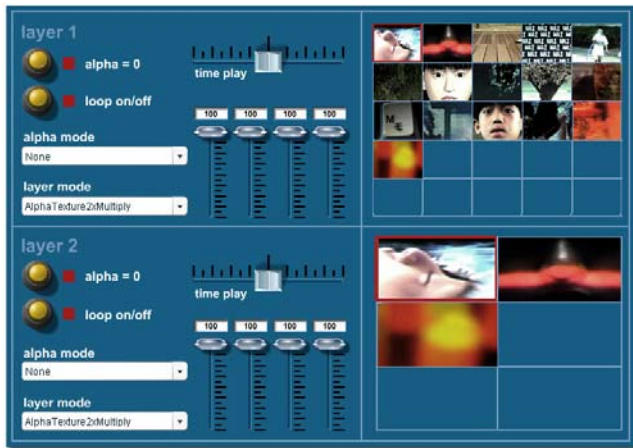 layer 1
alpha = 0
time play
loop on/off
100 100 100 100
alpha mode
None
layer mode
AlphaTexture2xMultiply
layer 2
alpha = 0
time play
loop on/off
100 100 100 100
alpha mode
None
layer mode
AlphaTexture2xMultiply